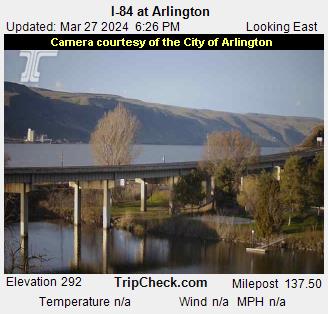 I-84 at Arlington
Updated: Mar 27 2024 6:26 PM Looking East
Camera courtesy of the City of Arlington
Elevation 292 TripCheck.com Milepost 137.50
Temperature n/a Wind n/a MPH n/a